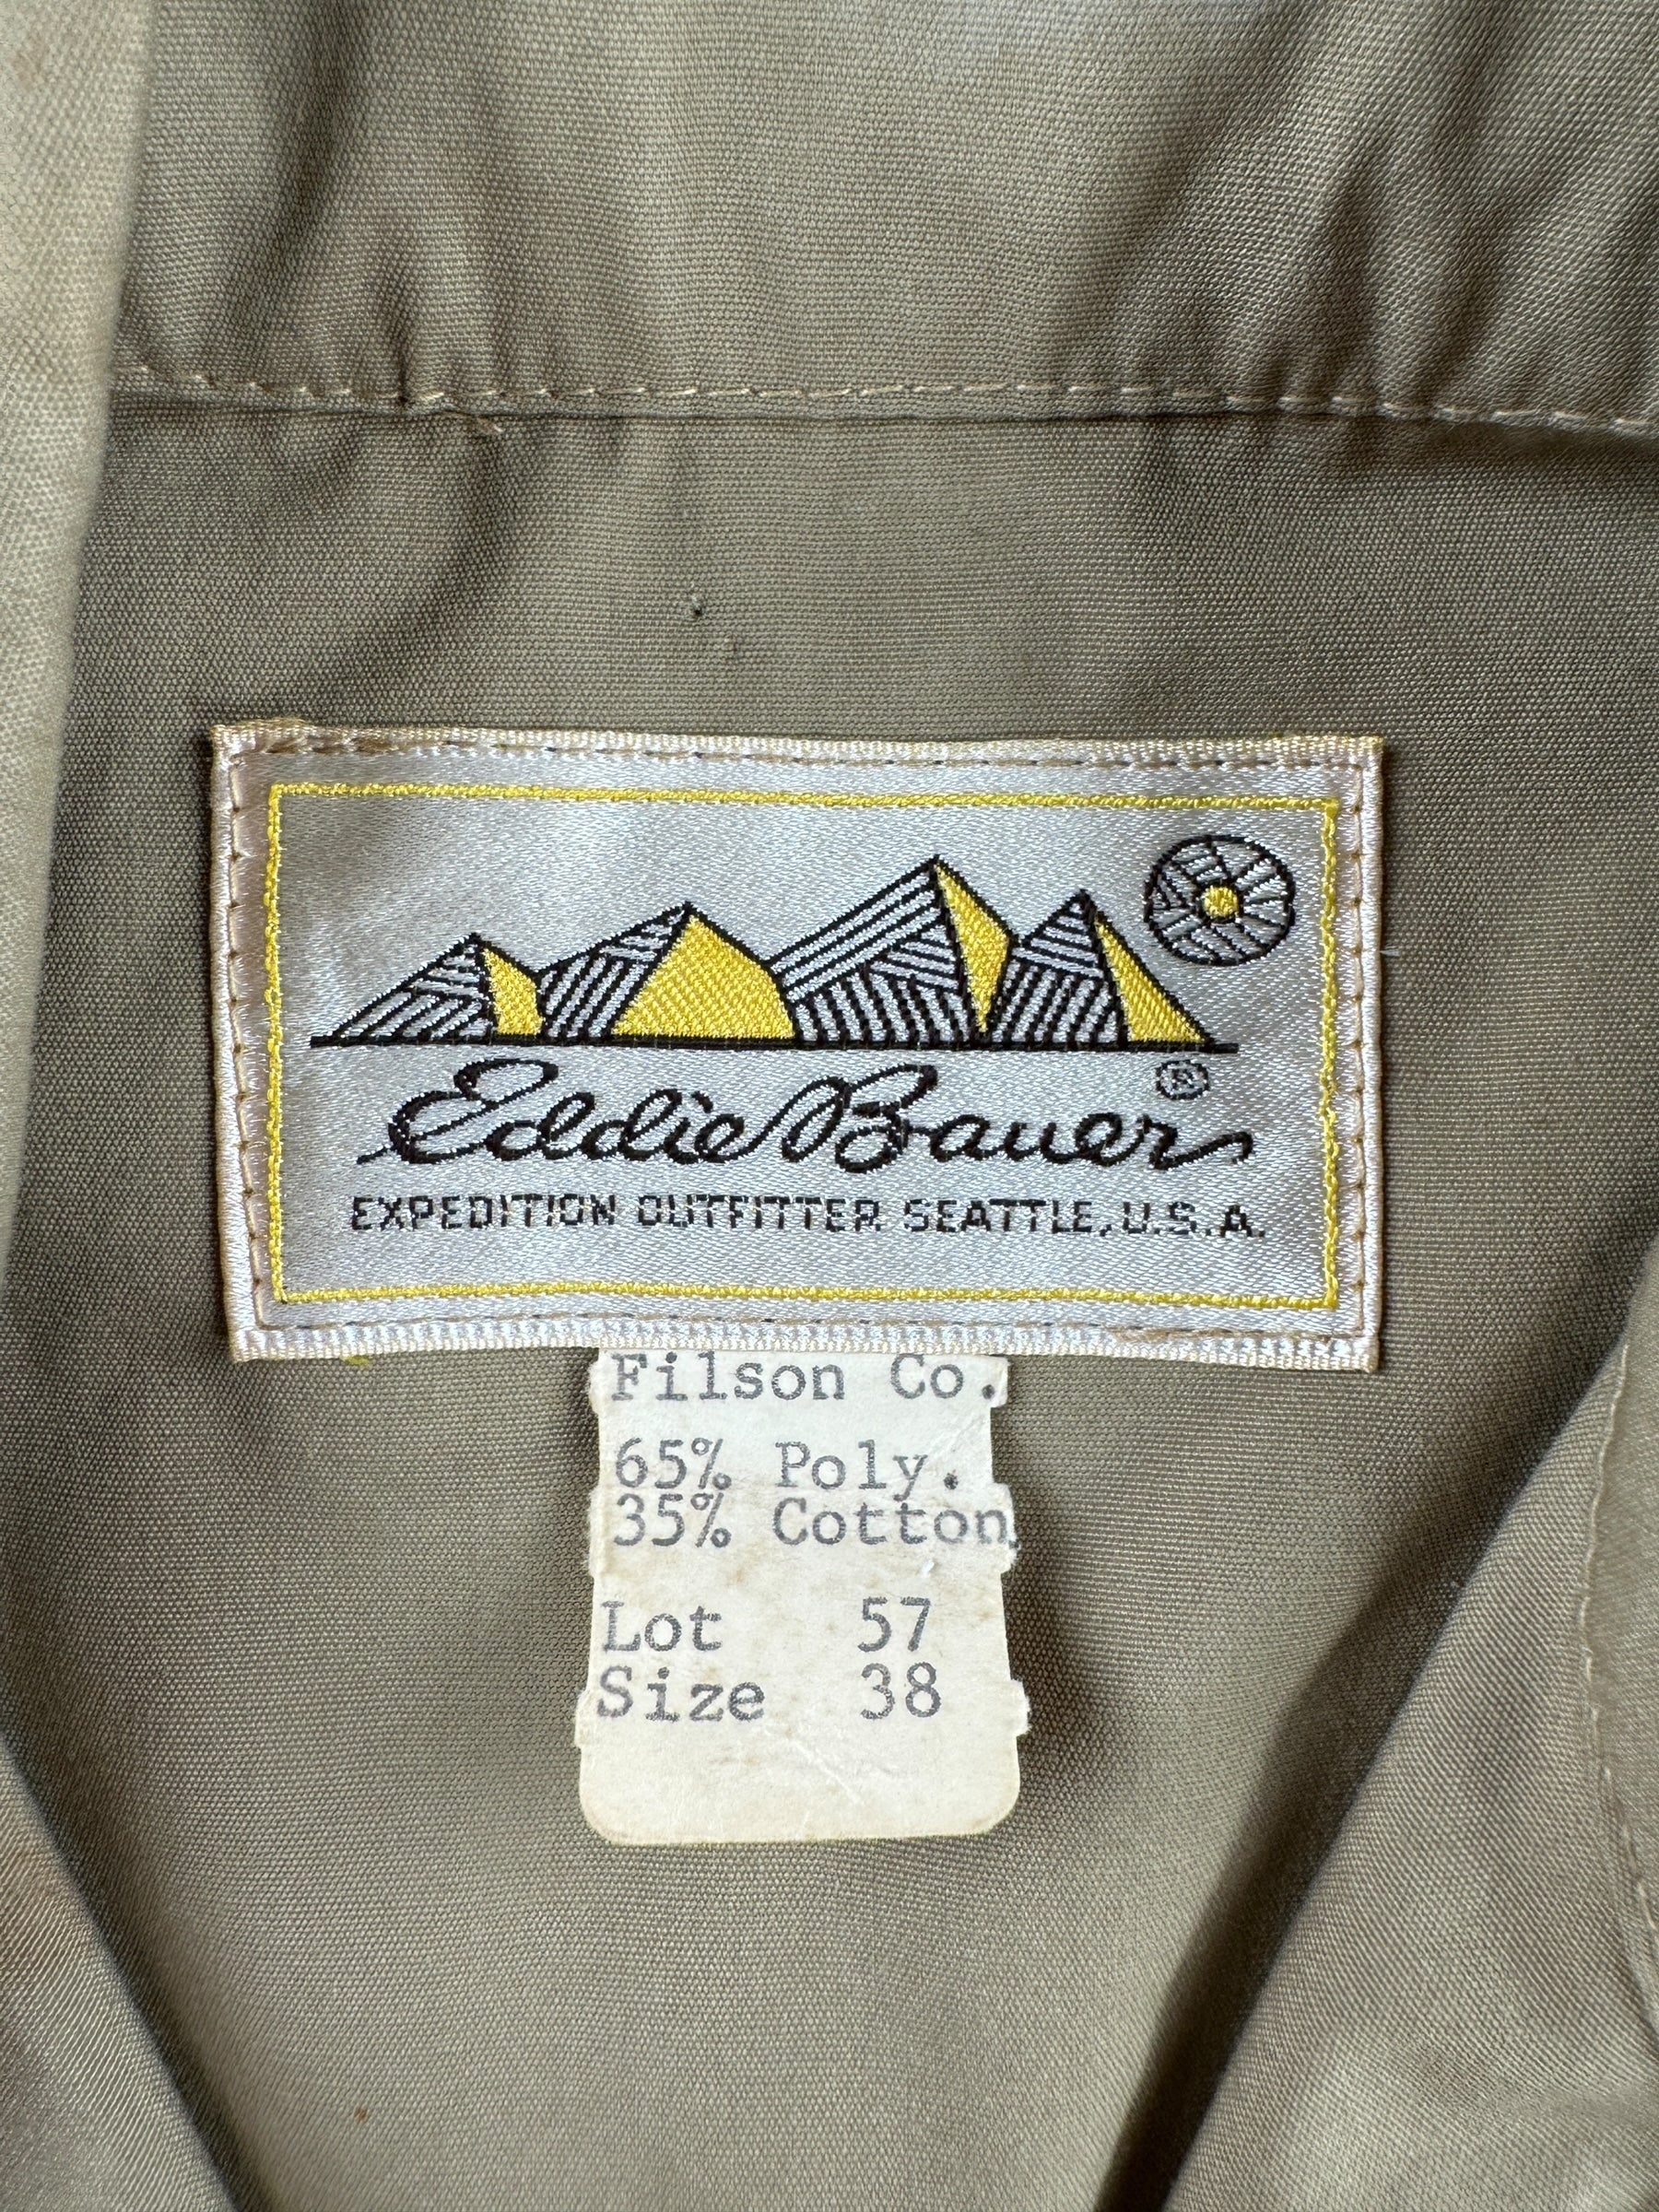 Eddie Bauer ®
EXPEDITION OUTFITTER SEATTLE, U.S.A.
Filson Co.
65% Poly.
35% Cotton
Lot 57
Size 38